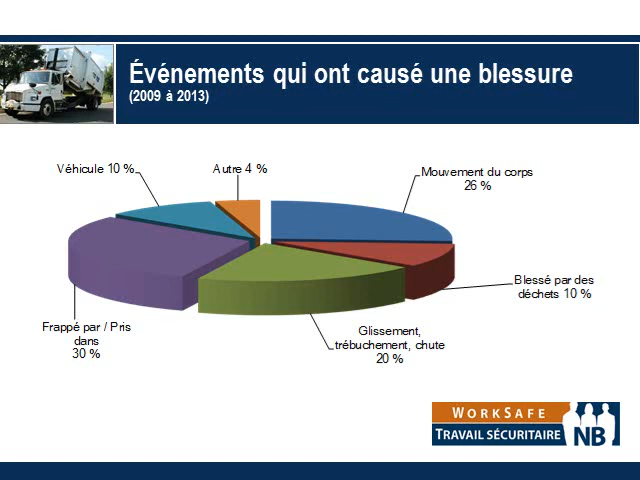 Événements qui ont causé une blessure
(2009 à 2013)
Véhicule 10 %
Autre 4 %
Mouvement du corps
26 %
Blessé par des
déchets 10 %
Glissement,
trébuchement, chute
20 %
Frappé par / Pris
dans
30 %
WORKSAFE
TRAVAIL SÉCURITAIRE NB